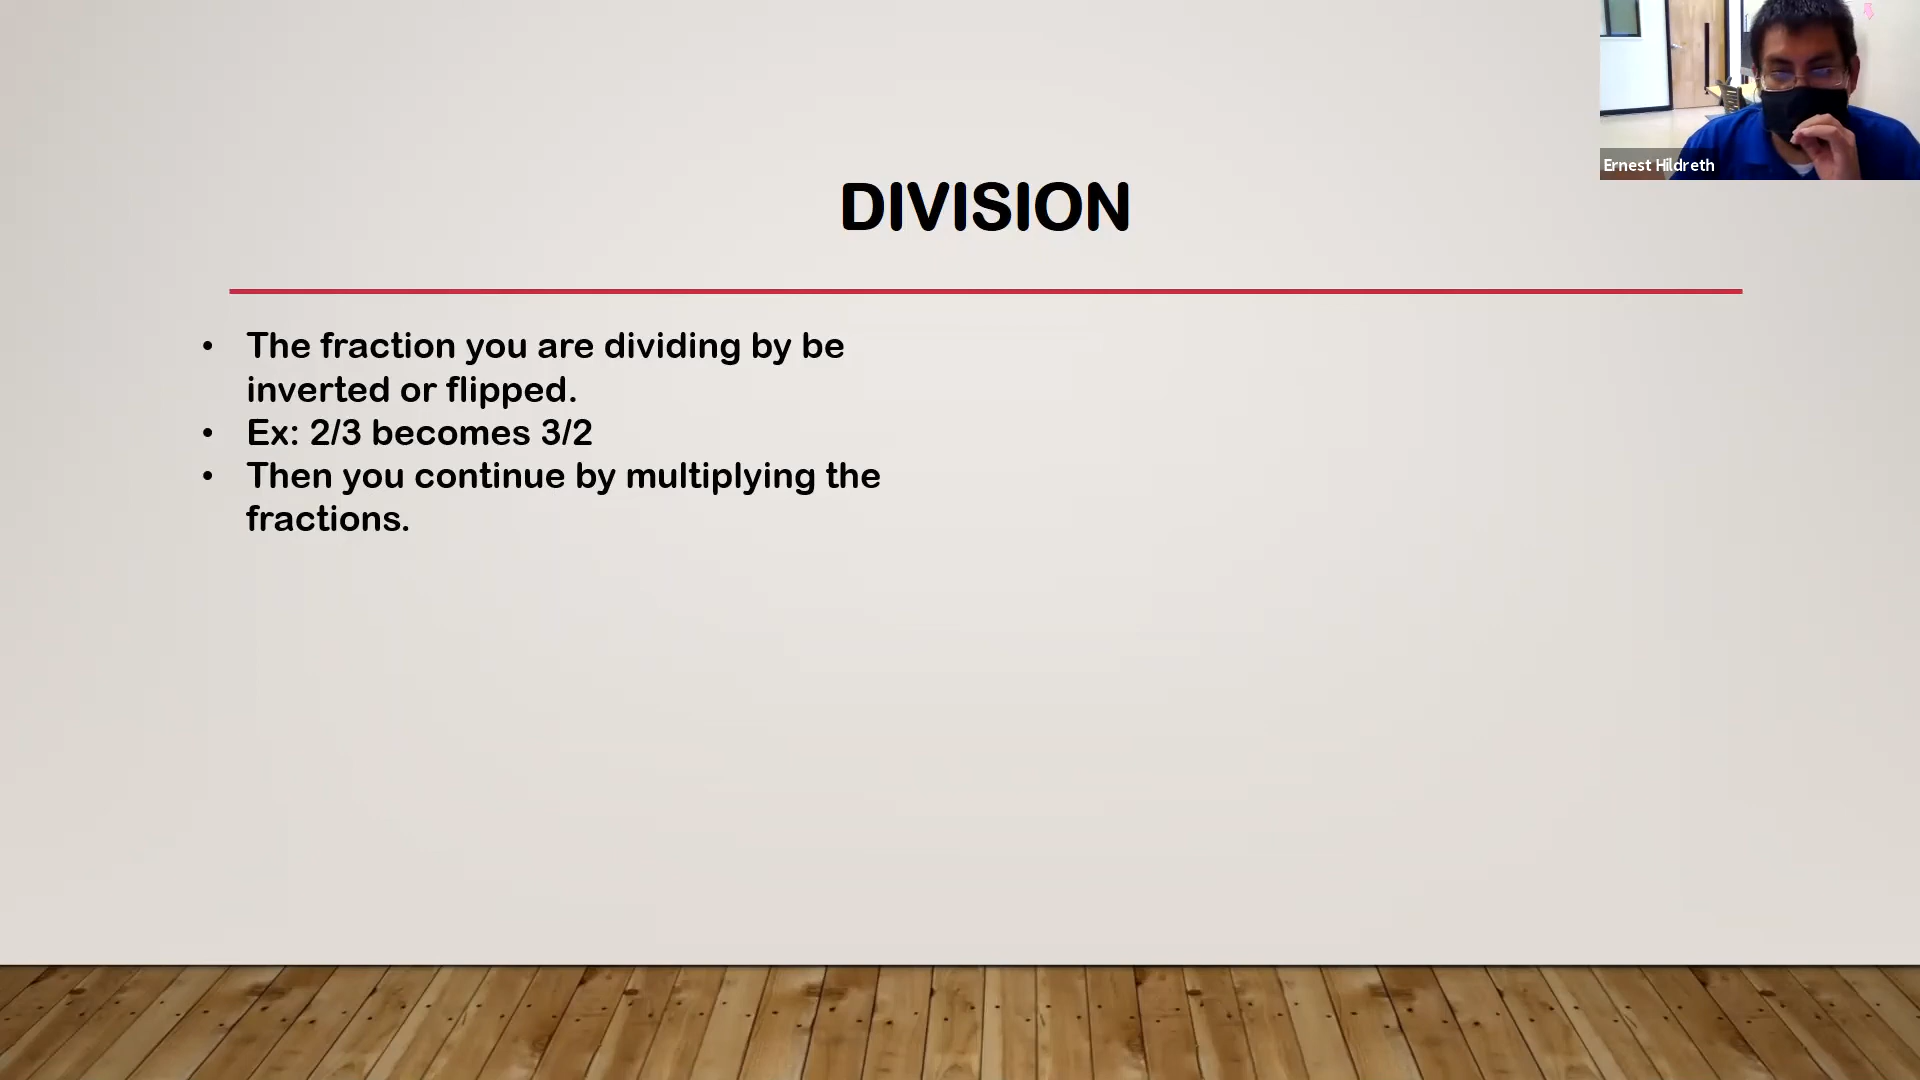 Ernest Hildreth
DIVISION
• The fraction you are dividing by be
inverted or flipped.
• Ex: 2/3 becomes 3/2
• Then you continue by multiplying the
fractions.